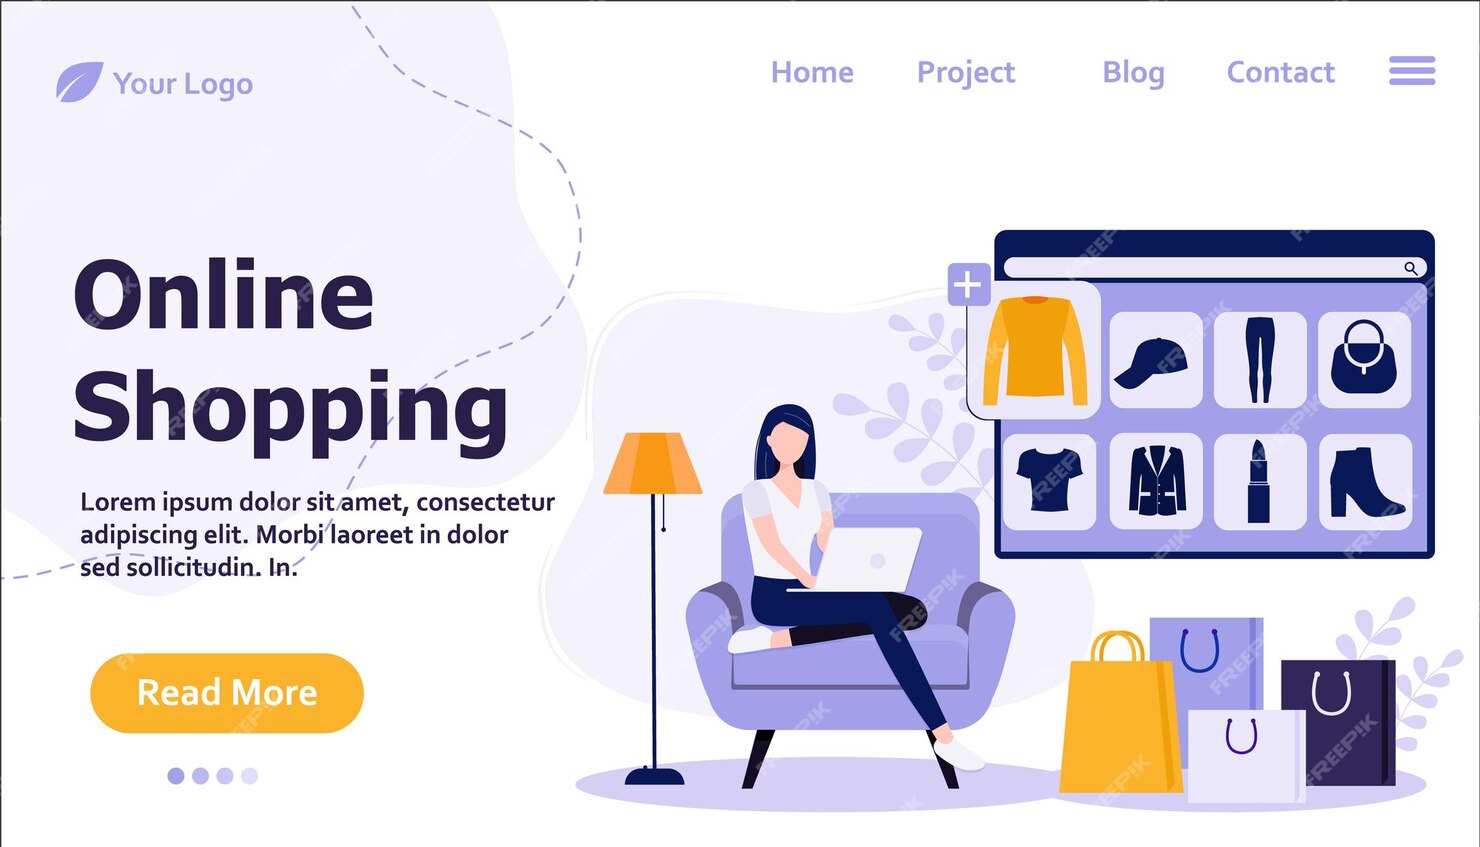 Your Logo
Home Project Blog Contact
Online
Shopping
Lorem ipsum dolor sit amet, consectetur
adipiscing elit. Morbi laoreet in dolor
sed sollicitudin. In.
Read More
FREEPIK